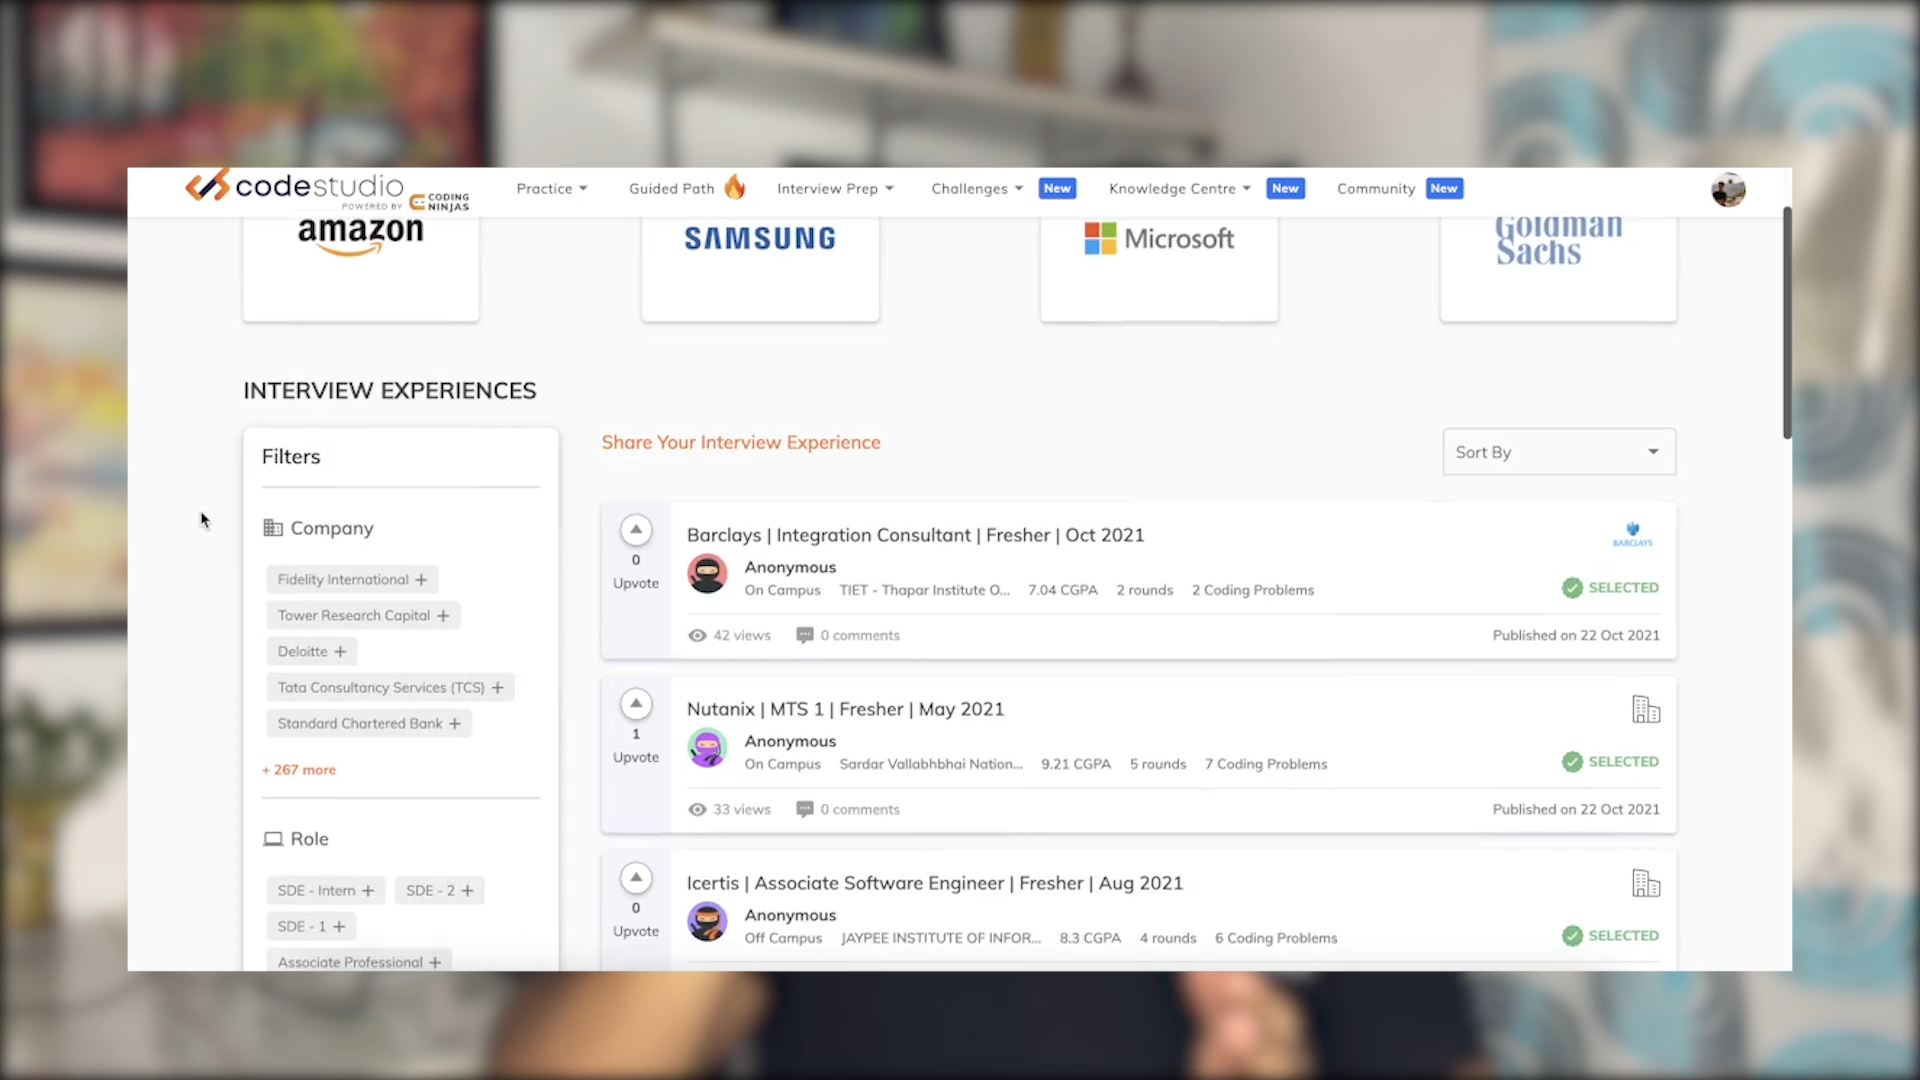 codestudio
POWERED BY CODING NINJAS
Practice
Guided Path
Interview Prep
Challenges
New
Knowledge Centre
New
Community
New
amazon
SAMSUNG
Microsoft
Goldman
Sachs
INTERVIEW EXPERIENCES
Filters
Company
Fidelity International +
Tower Research Capital +
Deloitte +
Tata Consultancy Services (TCS) +
Standard Chartered Bank +
+ 267 more
Role
SDE - Intern +
SDE - 2 +
SDE - 1 +
Associate Professional +
Share Your Interview Experience
Sort By
0
Upvote
Barclays | Integration Consultant | Fresher | Oct 2021
BARCLAYS
Anonymous
On Campus TIET - Thapar Institute O... 7.04 CGPA 2 rounds 2 Coding Problems
SELECTED
42 views 0 comments
Published on 22 Oct 2021
1
Upvote
Nutanix | MTS 1 | Fresher | May 2021
Anonymous
On Campus Sardar Vallabhbhai Nation... 9.21 CGPA 5 rounds 7 Coding Problems
SELECTED
33 views 0 comments
Published on 22 Oct 2021
0
Upvote
Icertis | Associate Software Engineer | Fresher | Aug 2021
Anonymous
Off Campus JAYPEE INSTITUTE OF INFOR... 8.3 CGPA 4 rounds 6 Coding Problems
SELECTED